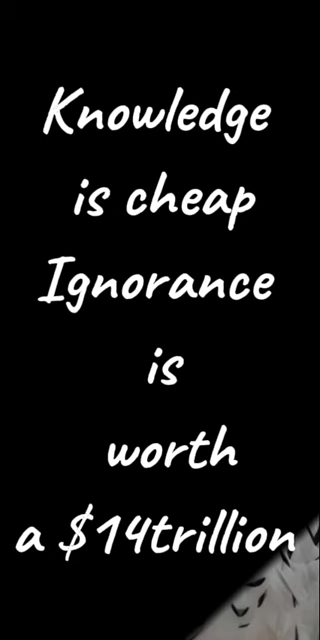 Knowledge
is cheap
Ignorance
is
worth
a $14trillion